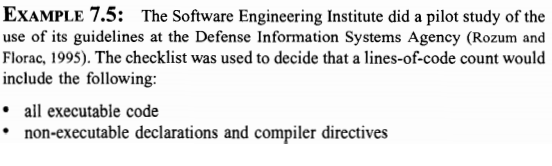 EXAMPLE 7.5: The Software Engineering Institute did a pilot study of the
use of its guidelines at the Defense Information Systems Agency (Rozum and
Florac, 1995). The checklist was used to decide that a lines-of-code count would
include the following:
• all executable code
• non-executable declarations and compiler directives